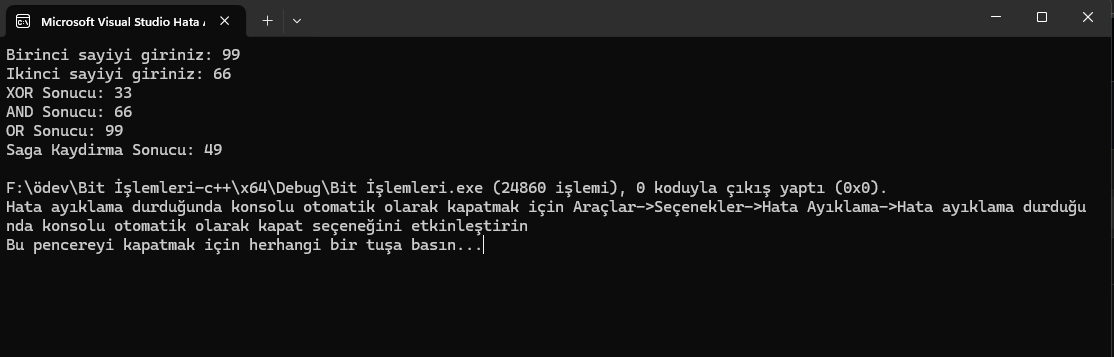 Microsoft Visual Studio Hata A
Birinci sayiyi giriniz: 99
Ikinci sayiyi giriniz: 66
XOR Sonucu: 33
AND Sonucu: 66
OR Sonucu: 99
Saga Kaydirma Sonucu: 49
F:\ödev\Bit İşlemleri-c++\x64\Debug\Bit İşlemleri.exe (24860 işlemi), 0 koduyla çıkış yaptı (0x0).
Hata ayıklama durduğunda konsolu otomatik olarak kapatmak için Araçlar->Seçenekler->Hata Ayıklama->Hata ayıklama durduğu
nda konsolu otomatik olarak kapat seçeneğini etkinleştirin
Bu pencereyi kapatmak için herhangi bir tuşa basın...